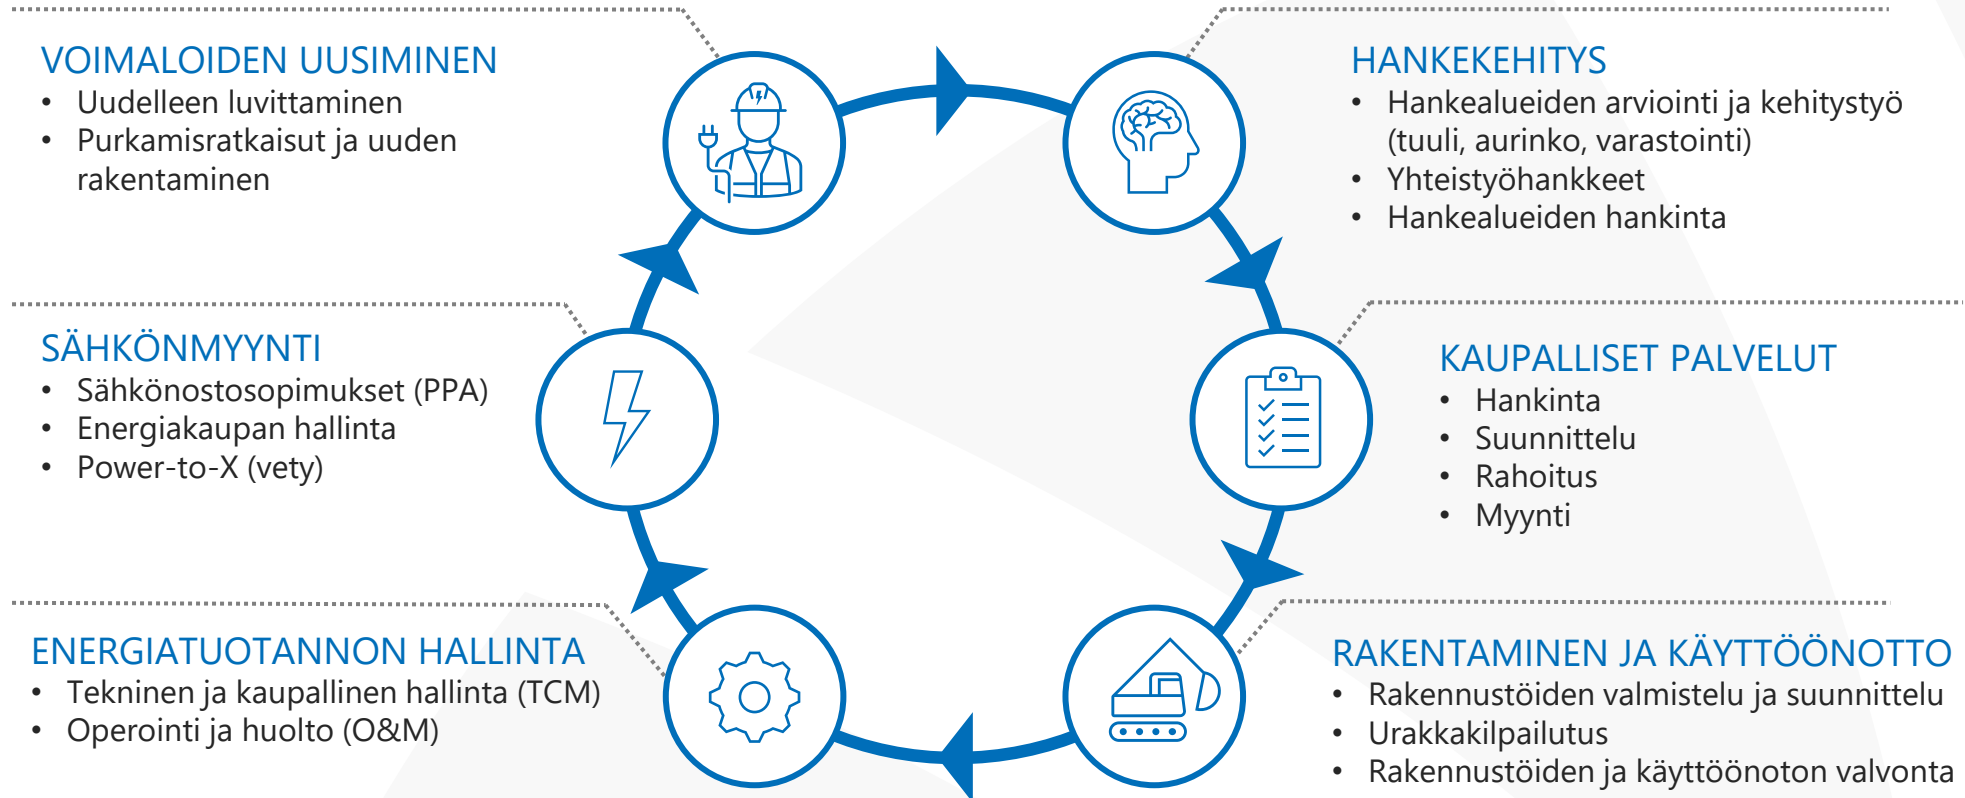 VOIMALOIDEN UUSIMINEN
• Uudelleen luvittaminen
• Purkamisratkaisut ja uuden
rakentaminen
HANKEKEHITYS
• Hankealueiden arviointi ja kehitystyö
(tuuli, aurinko, varastointi)
• Yhteistyöhankkeet
• Hankealueiden hankinta
SÄHKÖNMYYNTI
• Sähkönostosopimukset (PPA)
• Energiakaupan hallinta
• Power-to-X (vety)
KAUPALLISET PALVELUT
• Hankinta
• Suunnittelu
• Rahoitus
• Myynti
ENERGIATUOTANNON HALLINTA
• Tekninen ja kaupallinen hallinta (TCM)
• Operointi ja huolto (O&M)
RAKENTAMINEN JA KÄYTTÖÖNOTTO
• Rakennustöiden valmistelu ja suunnittelu
• Urakkakilpailutus
• Rakennustöiden ja käyttöönoton valvonta